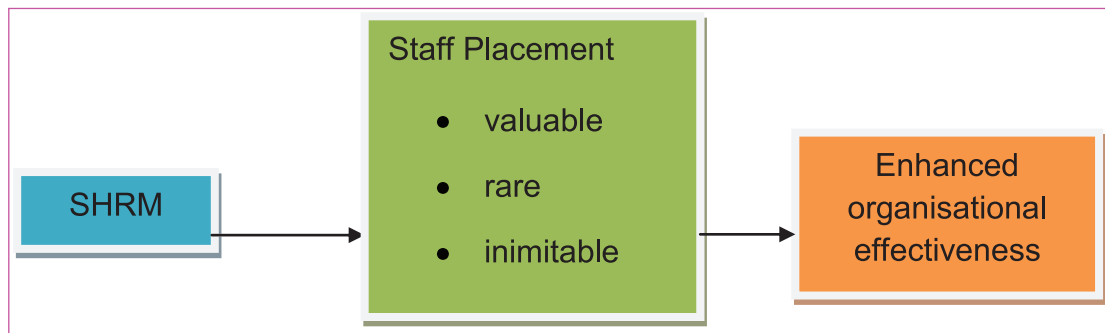 SHRM
Staff Placement
• valuable
• rare
• inimitable
Enhanced
organisational
effectiveness